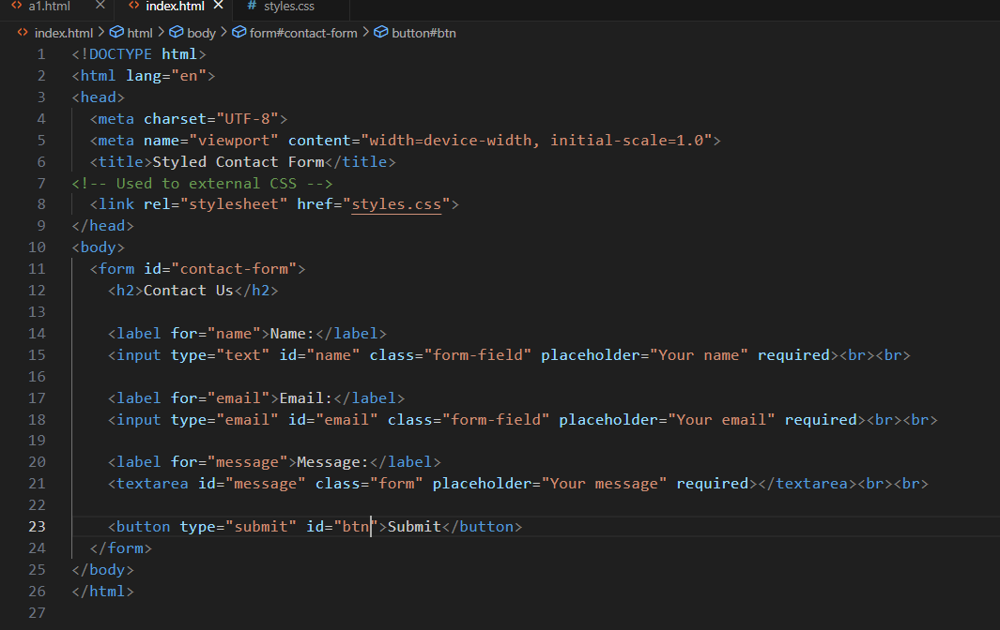 <> a1.html × <> index.html × # styles.css
<> index.html > html > body > form#contact-form > button#btn
1 <!DOCTYPE html>
2 <html lang="en">
3 <head>
4   <meta charset="UTF-8">
5   <meta name="viewport" content="width=device-width, initial-scale=1.0">
6   <title>Styled Contact Form</title>
7 <!-- Used to external CSS -->
8   <link rel="stylesheet" href="styles.css">
9 </head>
10 <body>
11   <form id="contact-form">
12     <h2>Contact Us</h2>
13
14     <label for="name">Name:</label>
15     <input type="text" id="name" class="form-field" placeholder="Your name" required><br><br>
16
17     <label for="email">Email:</label>
18     <input type="email" id="email" class="form-field" placeholder="Your email" required><br><br>
19
20     <label for="message">Message:</label>
21     <textarea id="message" class="form" placeholder="Your message" required></textarea><br><br>
22
23     <button type="submit" id="btn">Submit</button>
24   </form>
25 </body>
26 </html>
27